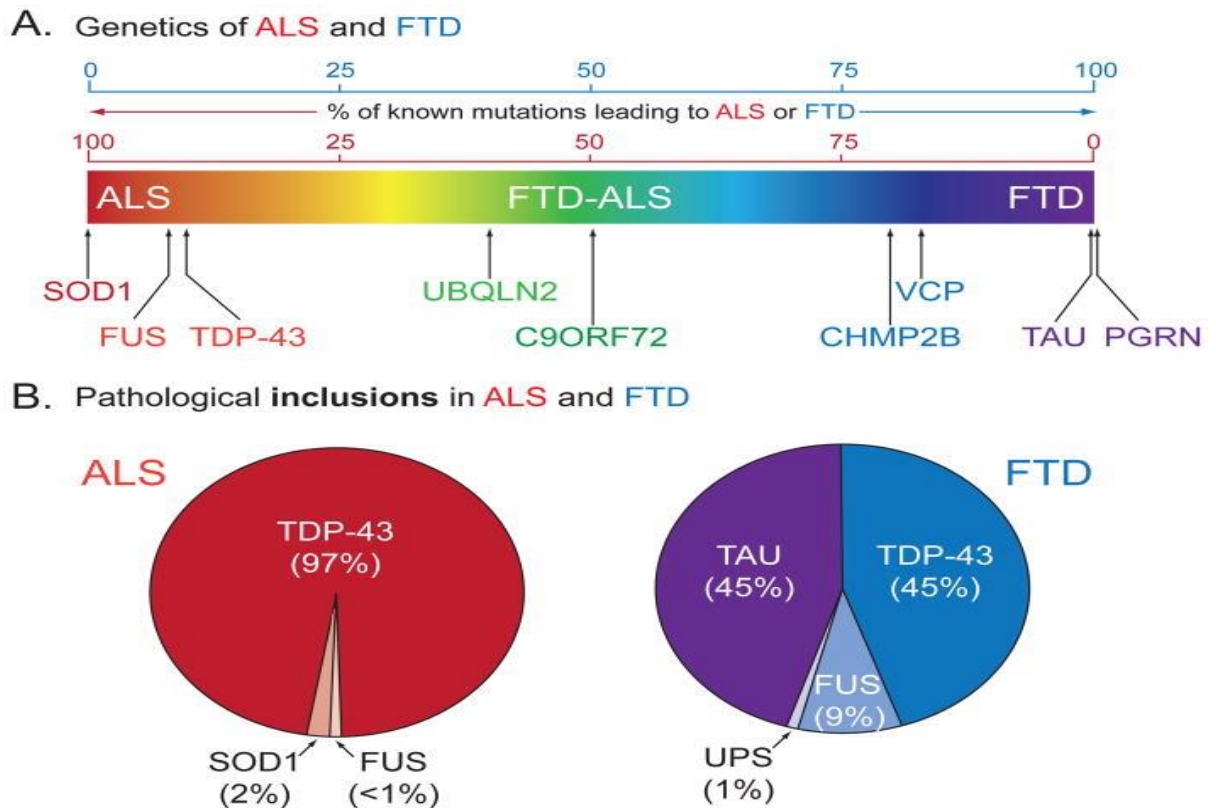 A. Genetics of ALS and FTD
0 25 50 75 100
% of known mutations leading to ALS or FTD
100 25 50 75 0
ALS FTD-ALS FTD
SOD1 UBQLN2 VCP
FUS TDP-43 C9ORF72 CHMP2B TAU PGRN
B. Pathological inclusions in ALS and FTD
ALS FTD
TDP-43
(97%)
SOD1
(2%)
FUS
(<1%)
TAU
(45%)
TDP-43
(45%)
FUS
(9%)
UPS
(1%)